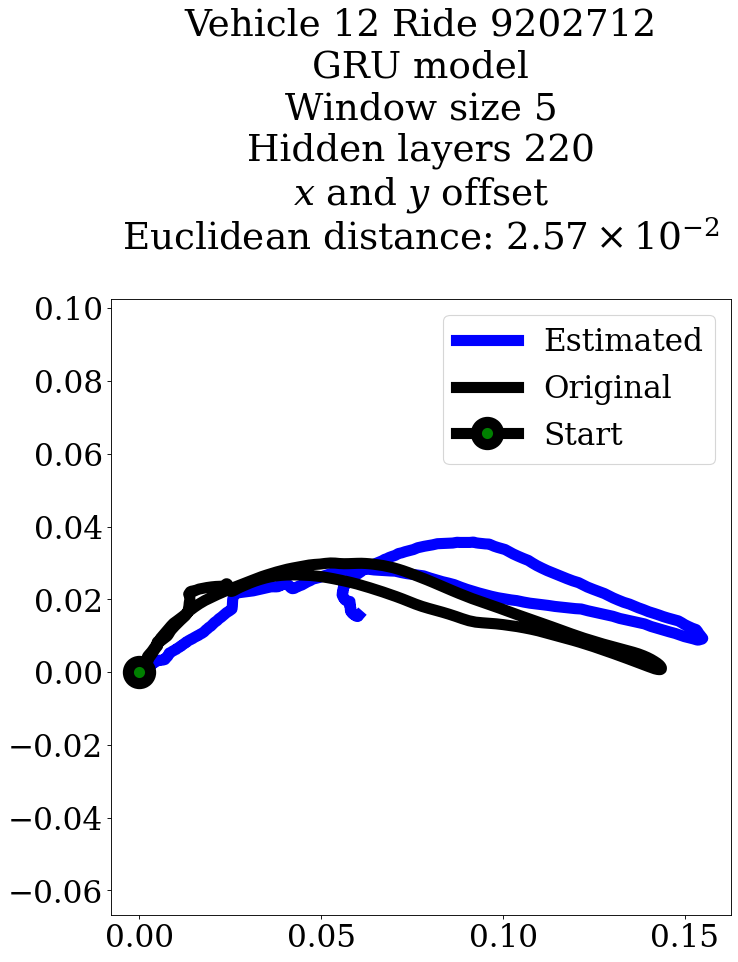 Vehicle 12 Ride 9202712
GRU model
Window size 5
Hidden layers 220
x and y offset
Euclidean distance: 2.57 × 10⁻²
Estimated
Original
Start
0.10
0.08
0.06
0.04
0.02
0.00
−0.02
−0.04
−0.06
0.00 0.05 0.10 0.15